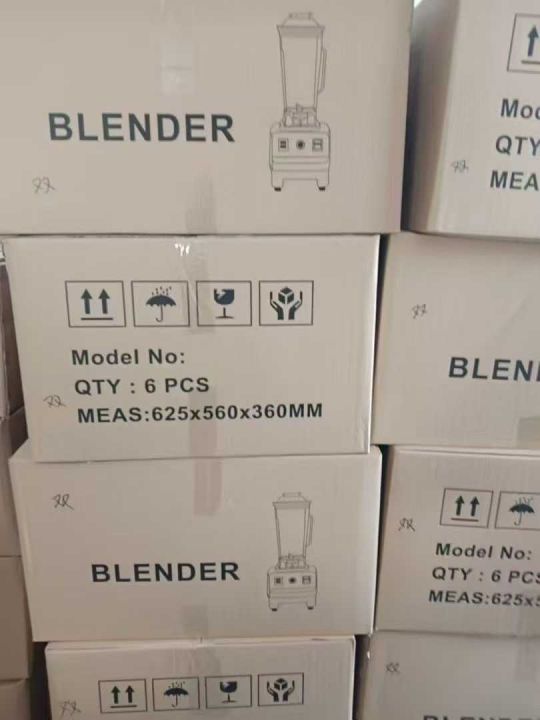 BLENDER
Moc
QTY
MEA
Model No:
QTY : 6 PCS
MEAS:625x560x360MM
BLEN
BLENDER
Model No:
QTY : 6 PCS
MEAS:625x5